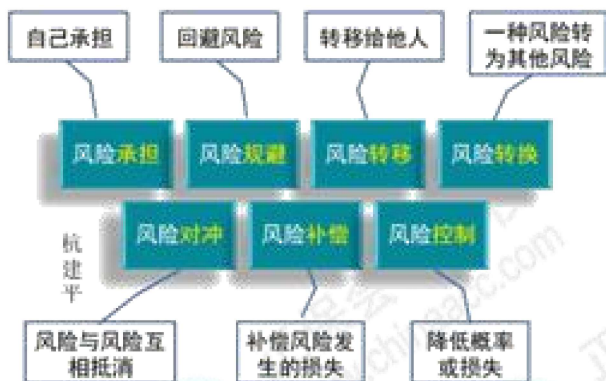 自己承担
回避风险
转移给他人
一种风险转
为其他风险
风险承担
风险规避
风险转移
风险转换
杭建平
风险对冲
风险补偿
风险控制
风险与风险互
相抵消
补偿风险发
生的损失
降低概率
或损失